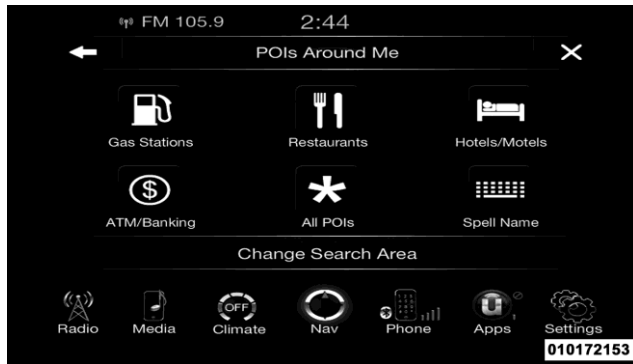 FM 105.9 2:44
POIs Around Me
Gas Stations Restaurants Hotels/Motels
$
ATM/Banking All POIs Spell Name
Change Search Area
OFF
Radio Media Climate Nav Phone Apps Settings
010172153